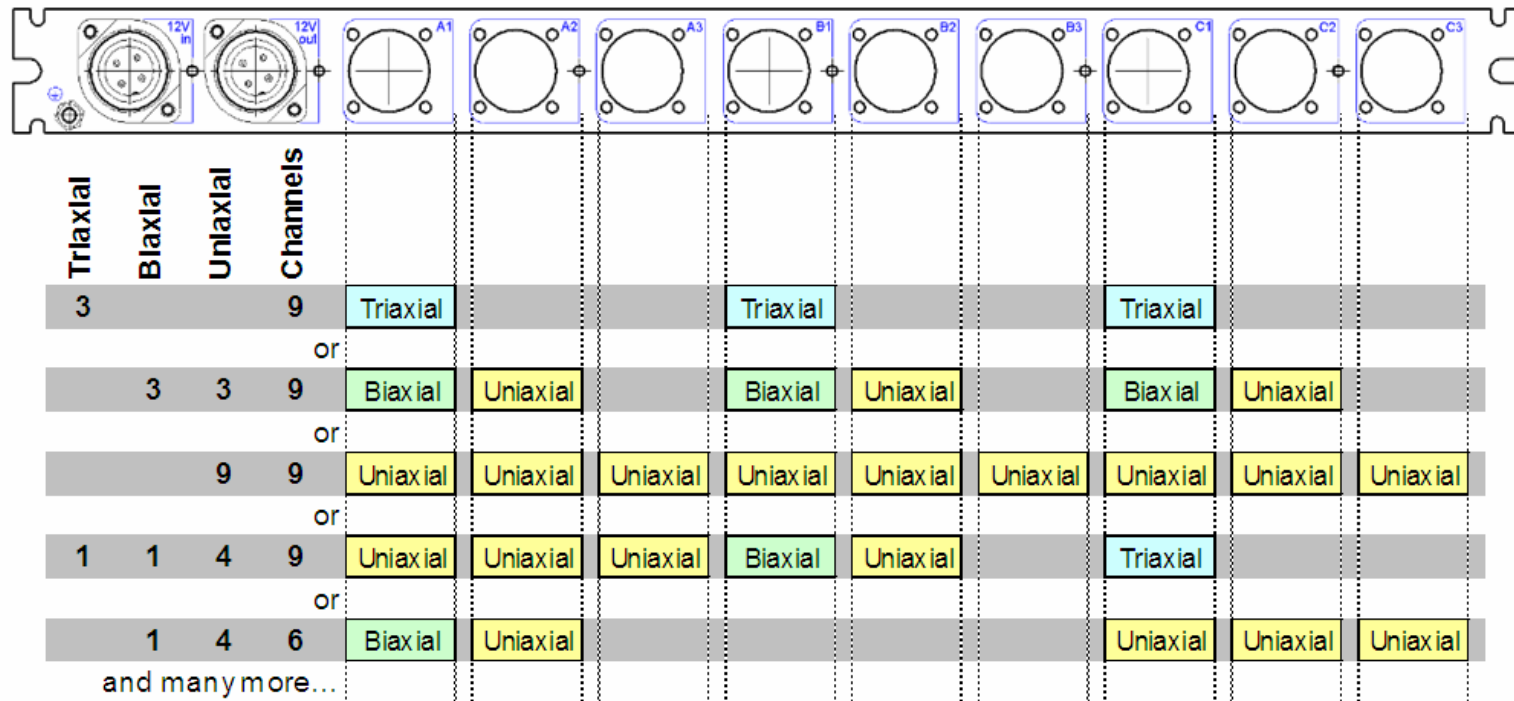 12V in 12V out A1 A2 A3 B1 B2 B3 C1 C2 C3
Triaxial Biaxial Uniaxial Channels
3 9 Triaxial Triaxial Triaxial
or
3 3 9 Biaxial Uniaxial Biaxial Uniaxial Biaxial Uniaxial
or
9 9 Uniaxial Uniaxial Uniaxial Uniaxial Uniaxial Uniaxial Uniaxial Uniaxial Uniaxial
or
1 1 4 9 Uniaxial Uniaxial Uniaxial Biaxial Uniaxial Triaxial
or
1 4 6 Biaxial Uniaxial Uniaxial Uniaxial Uniaxial
and many more...